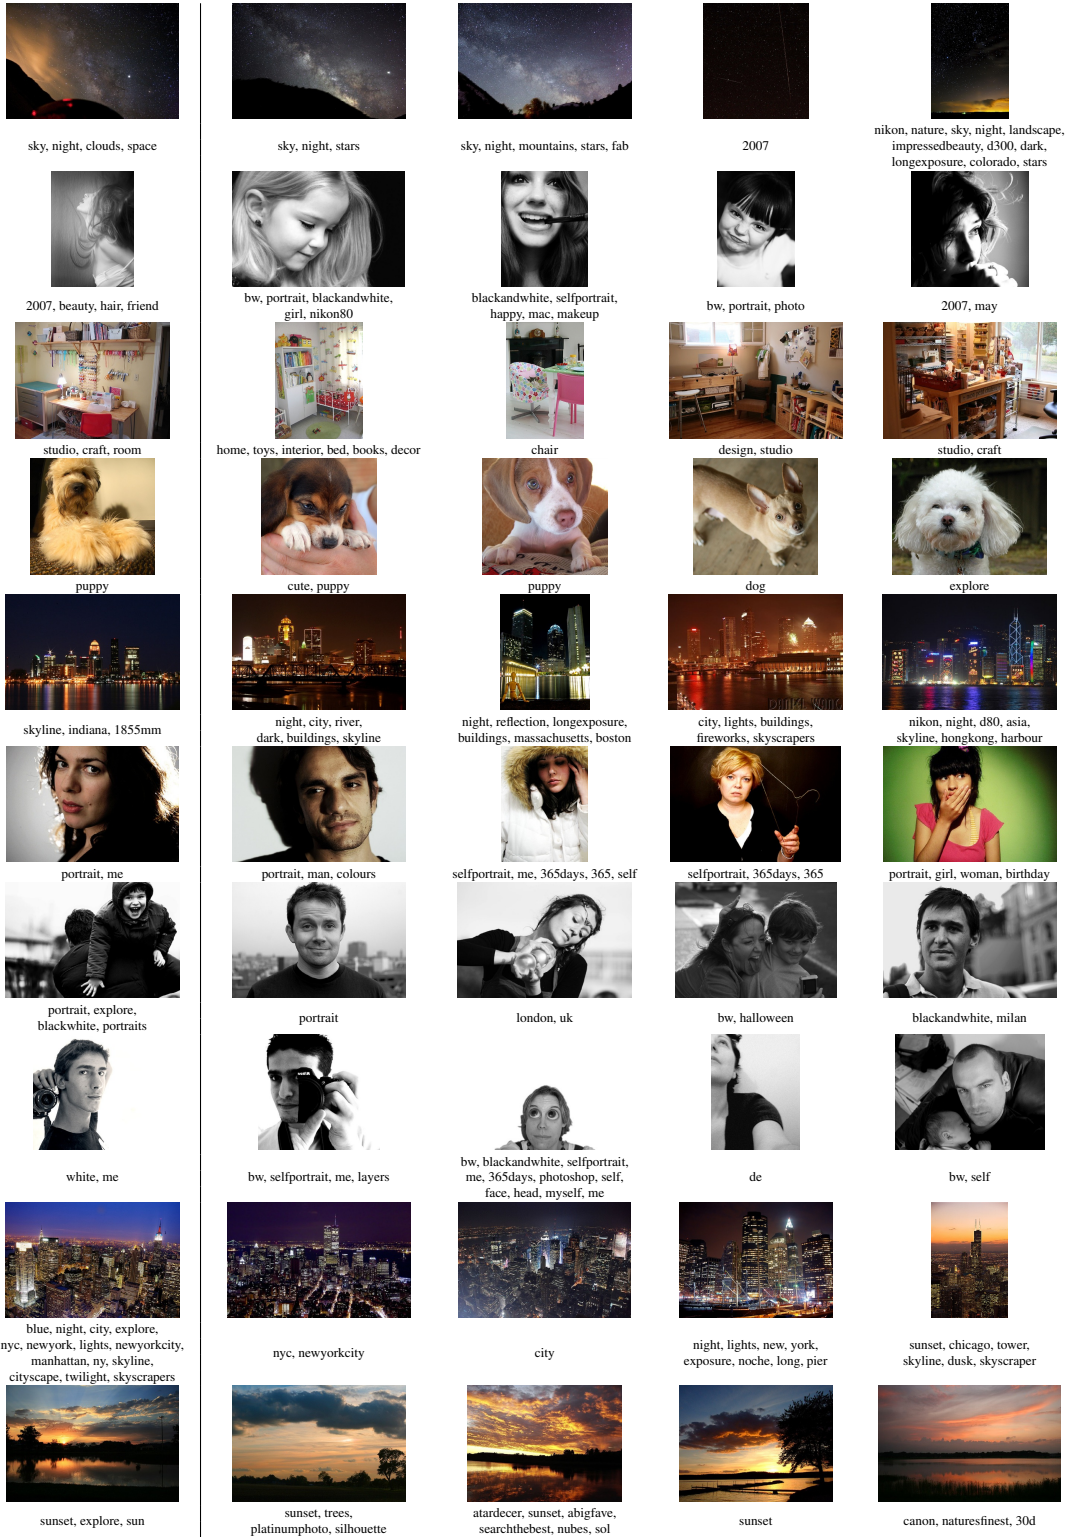 sky, night, clouds, space
sky, night, stars
sky, night, mountains, stars, fab
2007
nikon, nature, sky, night, landscape,
impressedbeauty, d300, dark,
longexposure, colorado, stars
2007, beauty, hair, friend
bw, portrait, blackandwhite,
girl, nikon80
blackandwhite, selfportrait,
happy, mac, makeup
bw, portrait, photo
2007, may
studio, craft, room
home, toys, interior, bed, books, decor
chair
design, studio
studio, craft
puppy
cute, puppy
puppy
dog
explore
skyline, indiana, 1855mm
night, city, river,
dark, buildings, skyline
night, reflection, longexposure,
buildings, massachusetts, boston
city, lights, buildings,
fireworks, skyscrapers
nikon, night, d80, asia,
skyline, hongkong, harbour
portrait, me
portrait, man, colours
selfportrait, me, 365days, 365, self
selfportrait, 365days, 365
portrait, girl, woman, birthday
portrait, explore,
blackwhite, portraits
portrait
london, uk
bw, halloween
blackandwhite, milan
white, me
bw, selfportrait, me, layers
bw, blackandwhite, selfportrait,
me, 365days, photoshop, self,
face, head, myself, me
de
bw, self
blue, night, city, explore,
nyc, newyork, lights, newyorkcity,
manhattan, ny, skyline,
cityscape, twilight, skyscrapers
nyc, newyorkcity
city
night, lights, new, york,
exposure, noche, long, pier
sunset, chicago, tower,
skyline, dusk, skyscraper
sunset, explore, sun
sunset, trees,
platinumphoto, silhouette
atardecer, sunset, abigfave,
searchthebest, nubes, sol
sunset
canon, naturesfinest, 30d